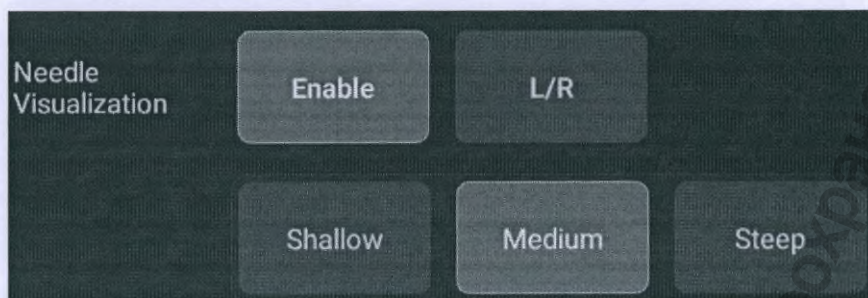 Needle
Visualization
Enable
L/R
Shallow
Medium
Steep